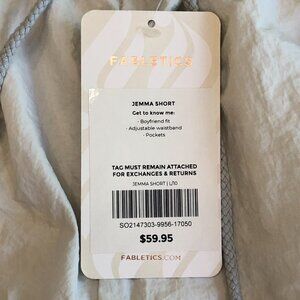 FABLETICS
JEMMA SHORT
Get to know me:
· Boyfriend fit
· Adjustable waistband
· Pockets
TAG MUST REMAIN ATTACHED
FOR EXCHANGES & RETURNS
JEMMA SHORT | L/10
SO2147303-9956-17050
$59.95
FABLETICS.COM